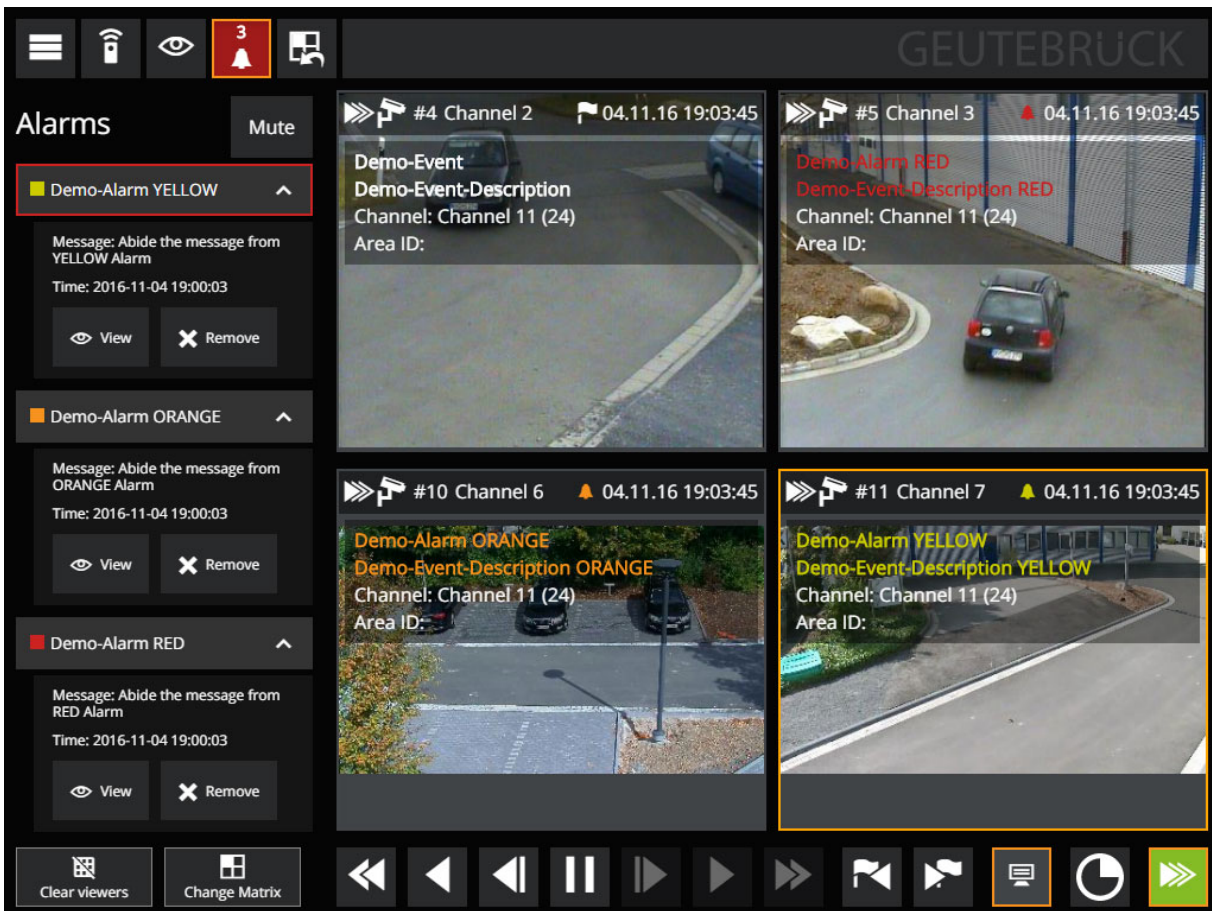 3
GEUTEBRÜCK
Alarms
Mute
Demo-Alarm YELLOW
Message: Abide the message from
YELLOW Alarm
Time: 2016-11-04 19:00:03
View
Remove
Demo-Alarm ORANGE
Message: Abide the message from
ORANGE Alarm
Time: 2016-11-04 19:00:03
View
Remove
Demo-Alarm RED
Message: Abide the message from
RED Alarm
Time: 2016-11-04 19:00:03
View
Remove
Clear viewers
Change Matrix
#4 Channel 2 04.11.16 19:03:45
Demo-Event
Demo-Event-Description
Channel: Channel 11 (24)
Area ID:
#5 Channel 3 04.11.16 19:03:45
Demo-Alarm RED
Demo-Event-Description RED
Channel: Channel 11 (24)
Area ID:
#10 Channel 6 04.11.16 19:03:45
Demo-Alarm ORANGE
Demo-Event-Description ORANGE
Channel: Channel 11 (24)
Area ID:
#11 Channel 7 04.11.16 19:03:45
Demo-Alarm YELLOW
Demo-Event-Description YELLOW
Channel: Channel 11 (24)
Area ID: